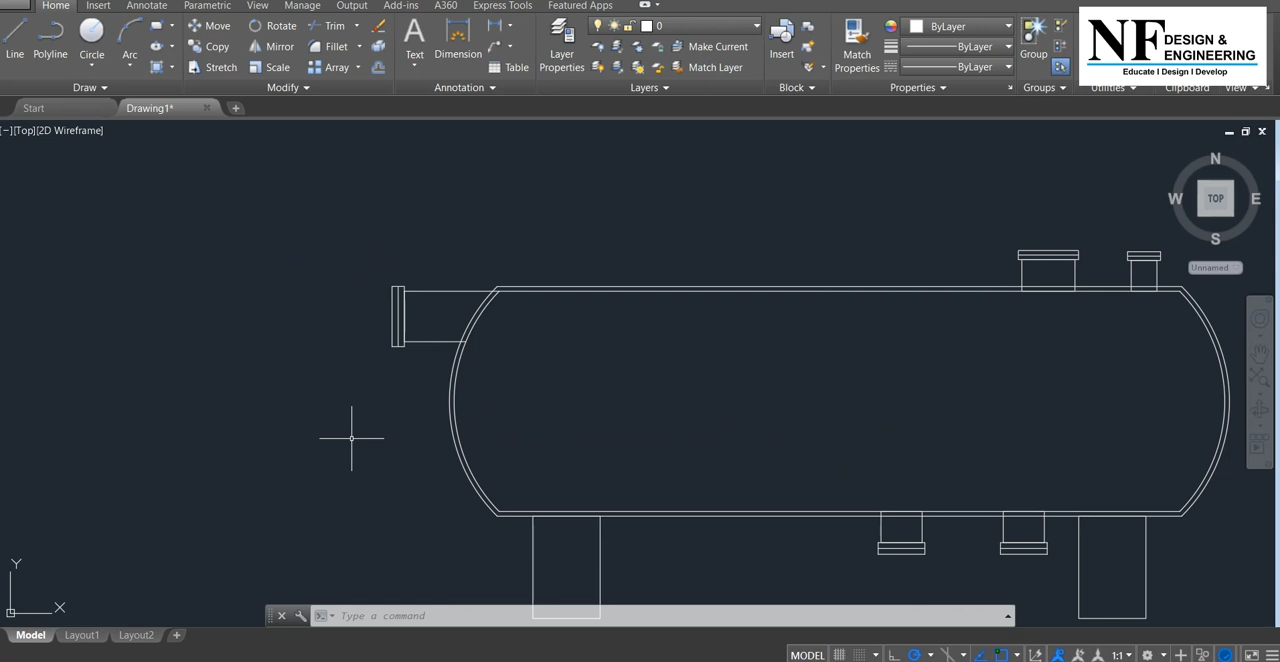 Home Insert Annotate Parametric View Manage Output Add-ins A360 Express Tools Featured Apps
Line Polyline Circle Arc
Move Rotate Trim
Copy Mirror Fillet
Stretch Scale Array
Text Dimension Table
Layer Properties
0
Make Current
Match Layer
Insert
Match Properties
ByLayer
ByLayer
ByLayer
Group
Draw Modify Annotation Layers Block Properties Groups Utilities Clipboard View
NF DESIGN & ENGINEERING
Educate I Design I Develop
Start Drawing1*
[−][Top][2D Wireframe]
N
W TOP E
S
Unnamed
Y
X
Type a command
Model Layout1 Layout2
MODEL 1:1